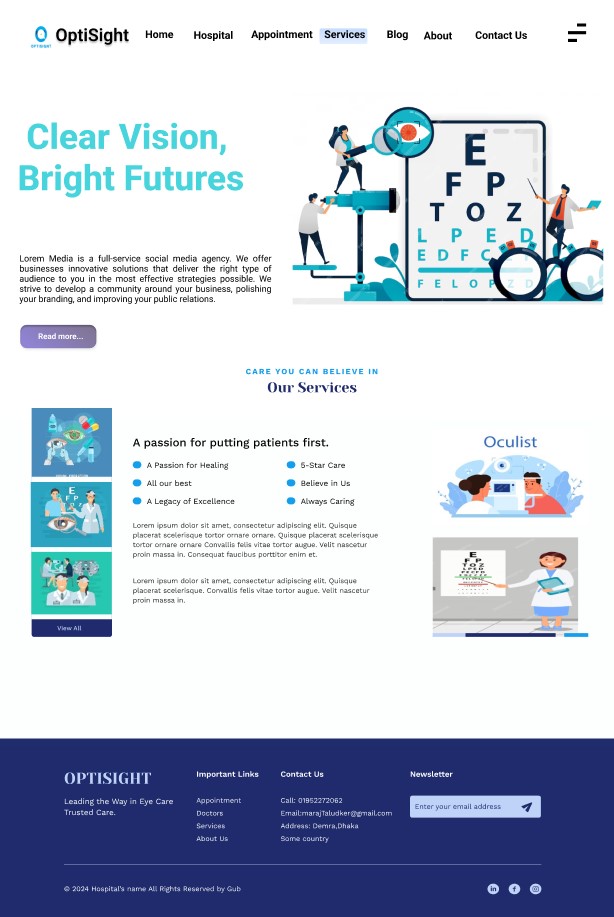 OptiSight
OPTISIGHT
Home
Hospital
Appointment
Services
Blog
About
Contact Us
Clear Vision,
Bright Futures
E
F P
T O Z
L P E D
E D F C
F E L O P Z D
Lorem Media is a full-service social media agency. We offer
businesses innovative solutions that deliver the right type of
audience to you in the most effective strategies possible. We
strive to develop a community around your business, polishing
your branding, and improving your public relations.
Read more...
CARE YOU CAN BELIEVE IN
Our Services
A passion for putting patients first.
A Passion for Healing
5-Star Care
All our best
Believe in Us
A Legacy of Excellence
Always Caring
Lorem ipsum dolor sit amet, consectetur adipiscing elit. Quisque
placerat scelerisque tortor ornare ornare. Quisque placerat scelerisque
tortor ornare ornare Convallis felis vitae tortor augue. Velit nascetur
proin massa in. Consequat faucibus porttitor enim et.
Lorem ipsum dolor sit amet, consectetur adipiscing elit. Quisque
placerat scelerisque. Convallis felis vitae tortor augue. Velit nascetur
proin massa in.
View All
Oculist
E
F P
TOZ
LPED
PECFD
OPTISIGHT
Leading the Way in Eye Care
Trusted Care.
Important Links
Appointment
Doctors
Services
About Us
Contact Us
Call: 01952272062
Email:marajTaludker@gmail.com
Address: Demra,Dhaka
Some country
Newsletter
Enter your email address
© 2024 Hospital's name All Rights Reserved by Gub